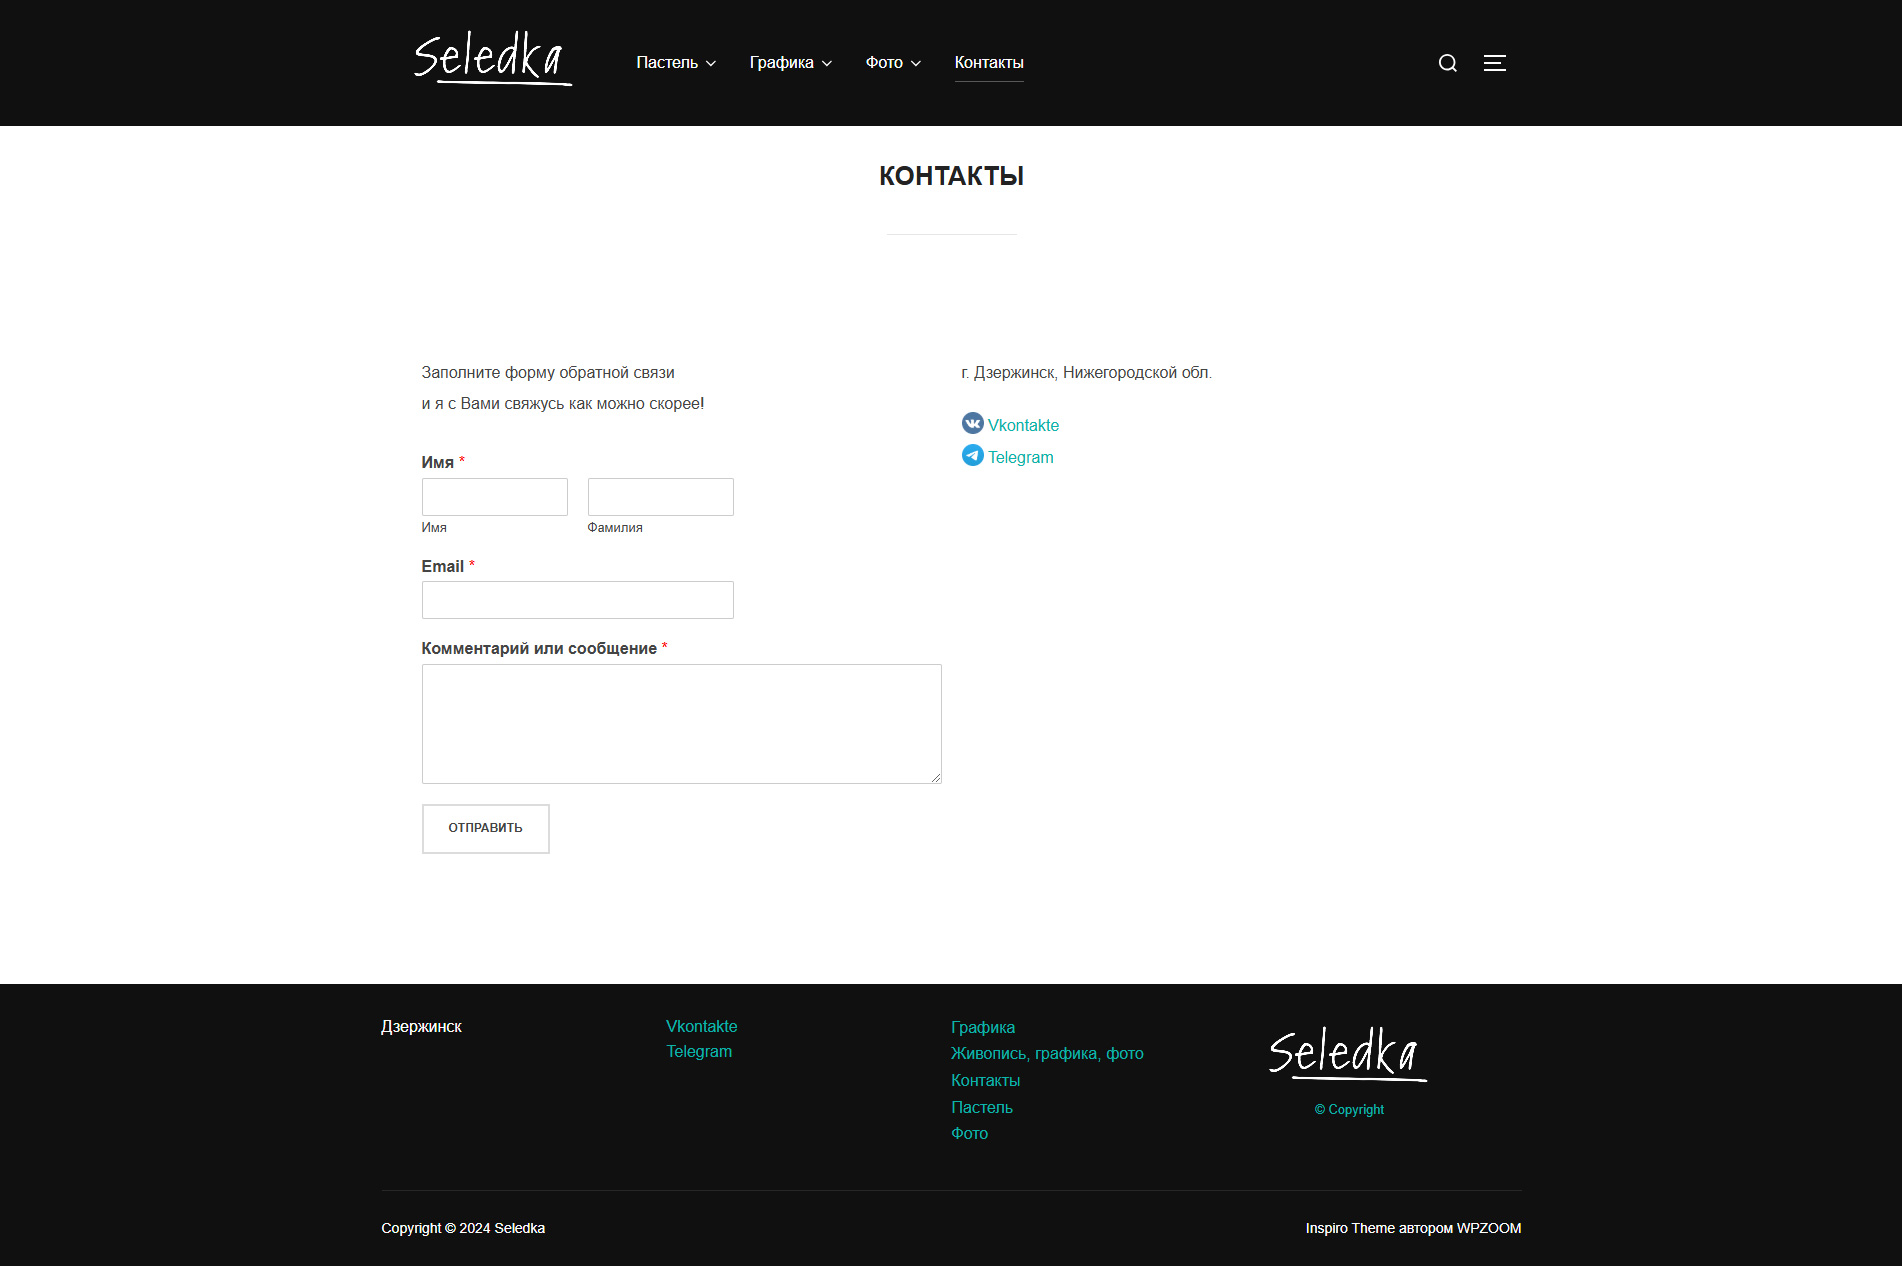 Seledka
Пастель
Графика
Фото
Контакты
КОНТАКТЫ
Заполните форму обратной связи
и я с Вами свяжусь как можно скорее!
Имя *
Имя
Фамилия
Email *
Комментарий или сообщение *
ОТПРАВИТЬ
г. Дзержинск, Нижегородской обл.
Vkontakte
Telegram
Дзержинск
Vkontakte
Telegram
Графика
Живопись, графика, фото
Контакты
Пастель
Фото
Seledka
© Copyright
Copyright © 2024 Seledka
Inspiro Theme автором WPZOOM